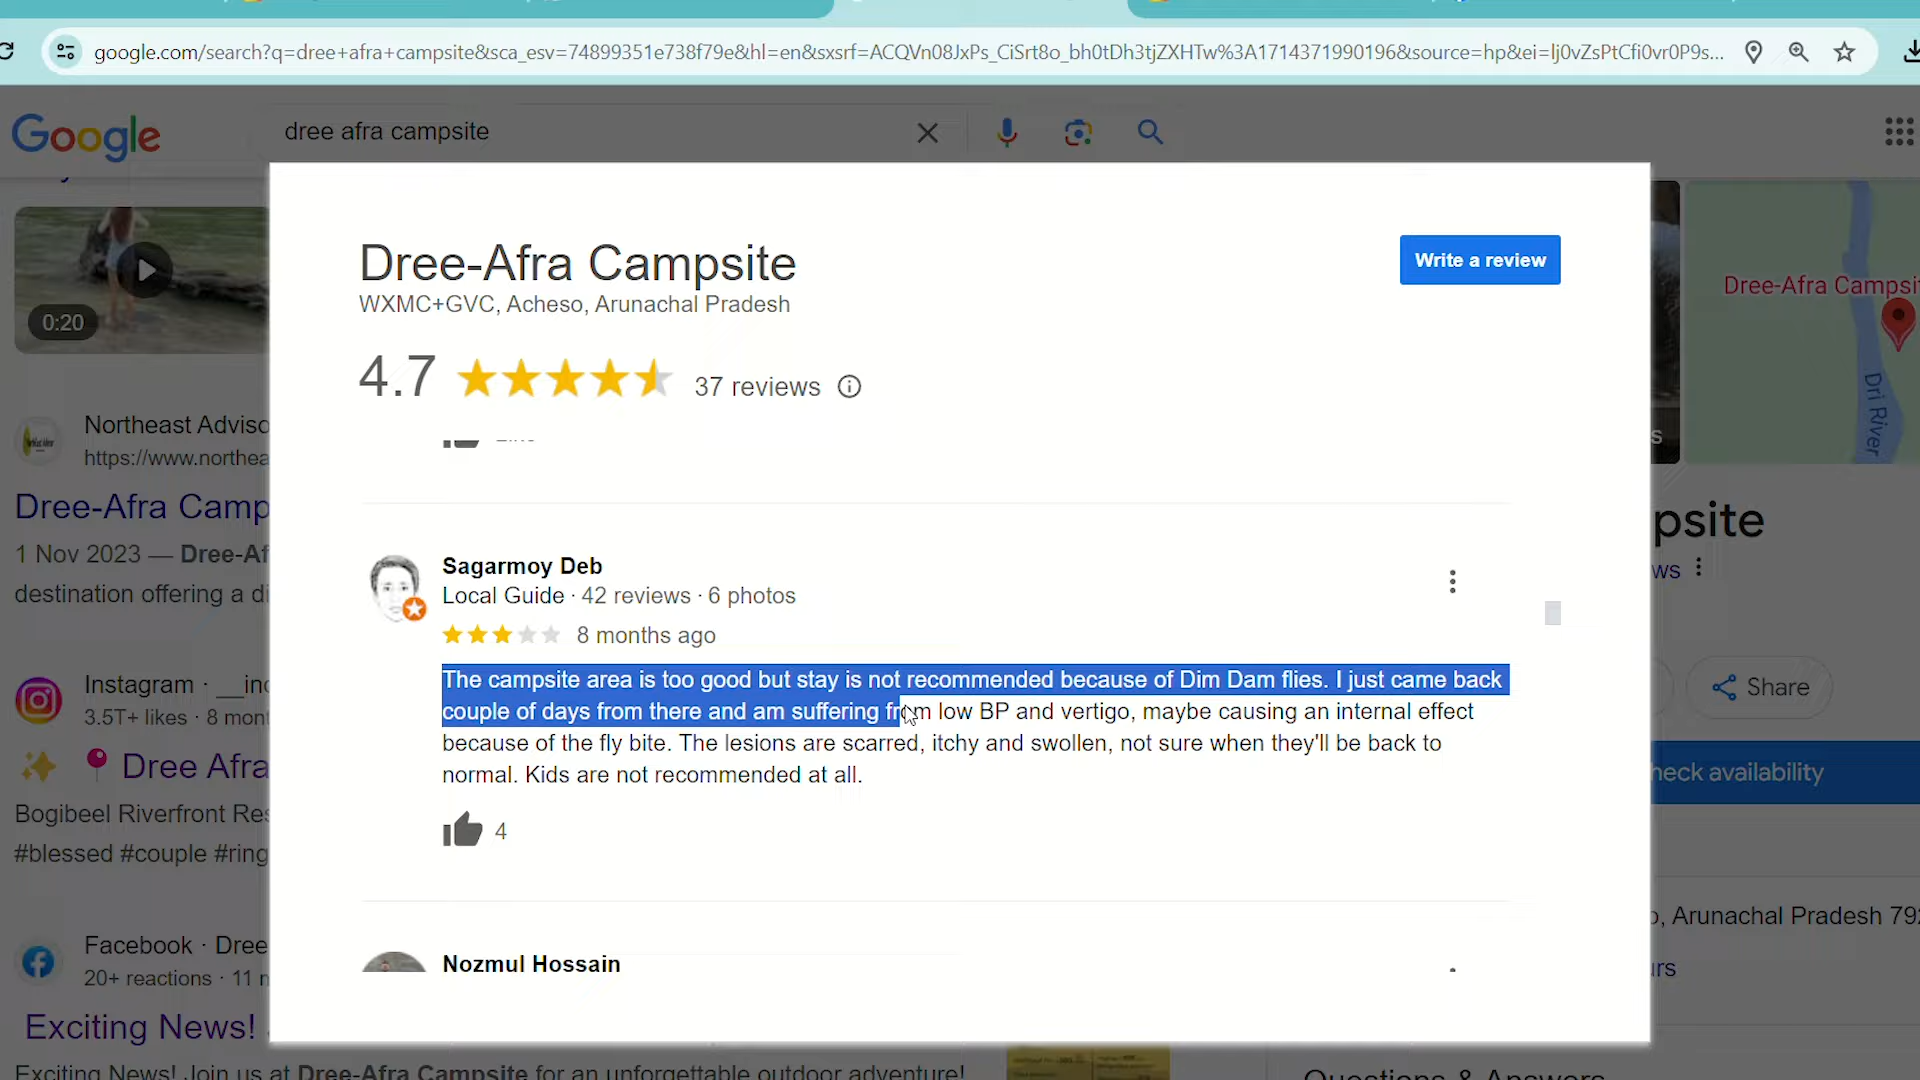 google.com/search?q=dree+afra+campsite&sca_esv=74899351e738f79e&hl=en&sxsrf=ACQVn08JxPs_CiSrt8o_bh0tDh3tjZXHTw%3A1714371990196&source=hp&ei=lj0vZsPtCfi0vr0P9s...
Google
dree afra campsite
0:20
Dree-Afra Campsite
WXMC+GVC, Acheso, Arunachal Pradesh
Write a review
4.7
37 reviews
Sagarmoy Deb
Local Guide · 42 reviews · 6 photos
8 months ago
The campsite area is too good but stay is not recommended because of Dim Dam flies. I just came back
couple of days from there and am suffering from low BP and vertigo, maybe causing an internal effect
because of the fly bite. The lesions are scarred, itchy and swollen, not sure when they'll be back to
normal. Kids are not recommended at all.
4
Nozmul Hossain
Northeast
https://www.
Dree-Afra
1 Nov 2023 — Dree-Af
destination offering a
Instagram ·
3.5T+ likes · 8
Dree Afra
Bogibeel Riverfront
#blessed #couple #ring
Facebook · Dree
20+ reactions · 11
Exciting News!
Exciting News! Join us at Dree-Afra Campsite for an unforgettable outdoor adventure!
Dree-Afra
Dri River
psite
ws
Share
heck availability
Arunachal Pradesh
Questions & Answers